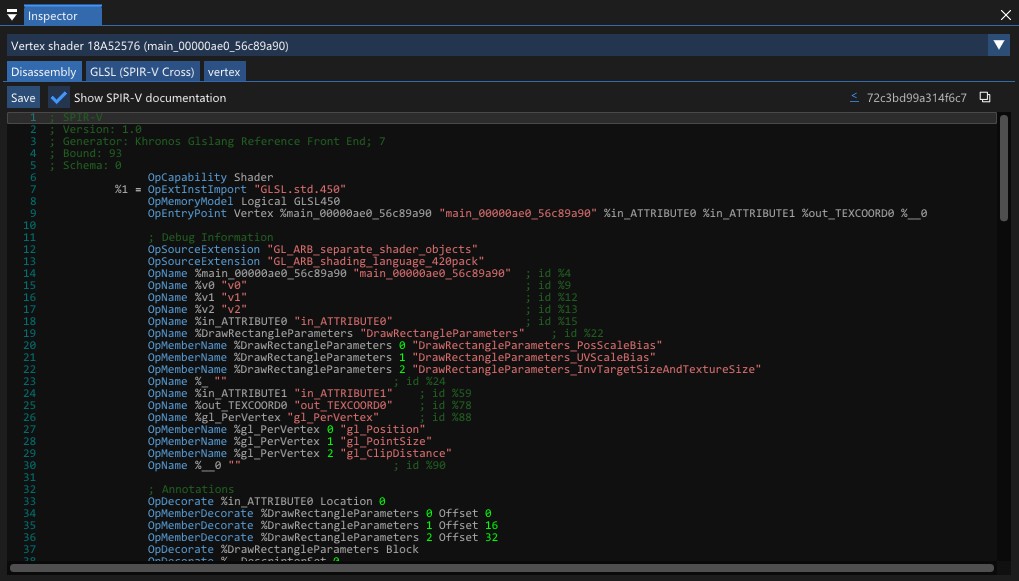 Inspector
Vertex shader 18A52576 (main_00000ae0_56c89a90)
Disassembly GLSL (SPIR-V Cross) vertex
Save Show SPIR-V documentation < 72c3bd99a314f6c7
1 ; SPIR-V
2 ; Version: 1.0
3 ; Generator: Khronos Glslang Reference Front End; 7
4 ; Bound: 93
5 ; Schema: 0
6 OpCapability Shader
7 %1 = OpExtInstImport "GLSL.std.450"
8 OpMemoryModel Logical GLSL450
9 OpEntryPoint Vertex %main_00000ae0_56c89a90 "main_00000ae0_56c89a90" %in_ATTRIBUTE0 %in_ATTRIBUTE1 %out_TEXCOORD0 %__0
10
11 ; Debug Information
12 OpSourceExtension "GL_ARB_separate_shader_objects"
13 OpSourceExtension "GL_ARB_shading_language_420pack"
14 OpName %main_00000ae0_56c89a90 "main_00000ae0_56c89a90" ; id %4
15 OpName %v0 "v0" ; id %9
16 OpName %v1 "v1" ; id %12
17 OpName %v2 "v2" ; id %13
18 OpName %in_ATTRIBUTE0 "in_ATTRIBUTE0" ; id %15
19 OpName %DrawRectangleParameters "DrawRectangleParameters" ; id %22
20 OpMemberName %DrawRectangleParameters 0 "DrawRectangleParameters_PosScaleBias"
21 OpMemberName %DrawRectangleParameters 1 "DrawRectangleParameters_UVScaleBias"
22 OpMemberName %DrawRectangleParameters 2 "DrawRectangleParameters_InvTargetSizeAndTextureSize"
23 OpName %_ "" ; id %24
24 OpName %in_ATTRIBUTE1 "in_ATTRIBUTE1" ; id %59
25 OpName %out_TEXCOORD0 "out_TEXCOORD0" ; id %78
26 OpName %gl_PerVertex "gl_PerVertex" ; id %88
27 OpMemberName %gl_PerVertex 0 "gl_Position"
28 OpMemberName %gl_PerVertex 1 "gl_PointSize"
29 OpMemberName %gl_PerVertex 2 "gl_ClipDistance"
30 OpName %__0 "" ; id %90
31
32 ; Annotations
33 OpDecorate %in_ATTRIBUTE0 Location 0
34 OpMemberDecorate %DrawRectangleParameters 0 Offset 0
35 OpMemberDecorate %DrawRectangleParameters 1 Offset 16
36 OpMemberDecorate %DrawRectangleParameters 2 Offset 32
37 OpDecorate %DrawRectangleParameters Block
38 OpDecorate %_ DescriptorSet 0